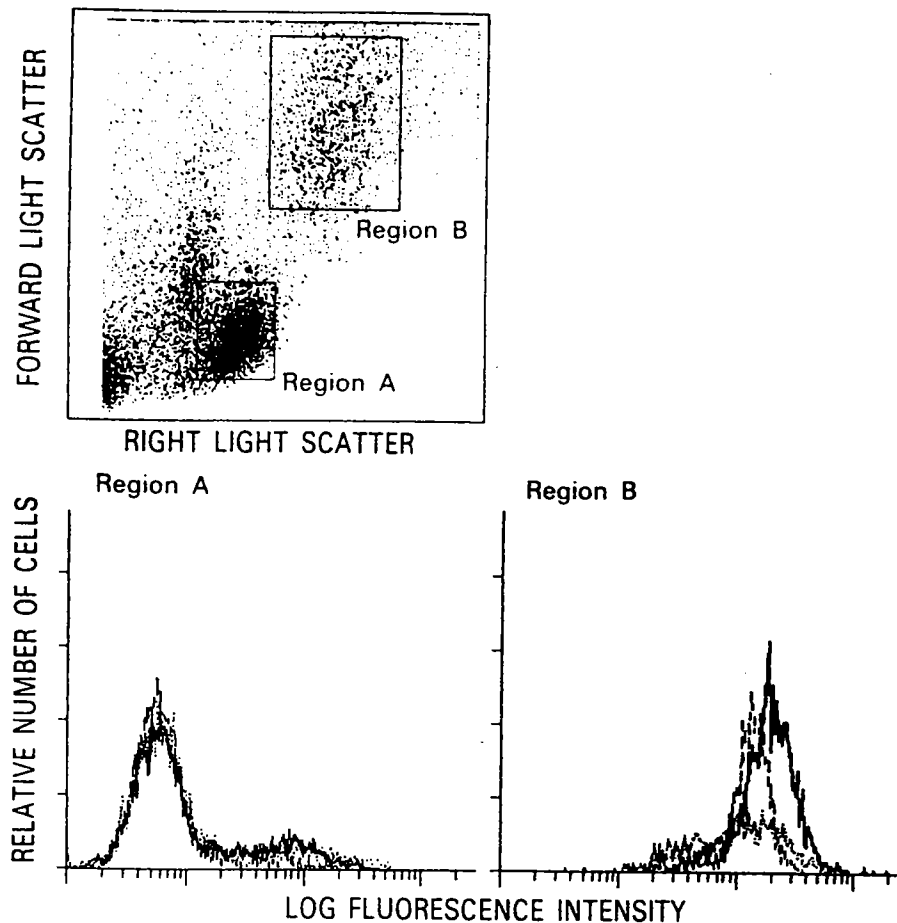 FORWARD LIGHT SCATTER
Region B
Region A
RIGHT LIGHT SCATTER
Region A
Region B
RELATIVE NUMBER OF CELLS
LOG FLUORESCENCE INTENSITY